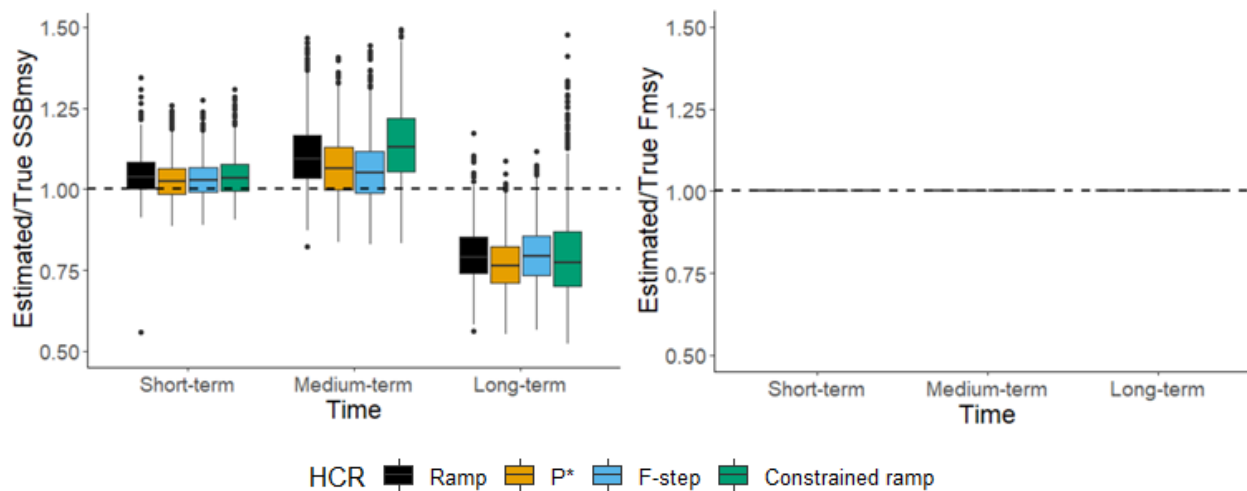 Estimated/True SSBmsy
1.50
1.25
1.00
0.75
0.50
Short-term Medium-term Long-term
Time
Estimated/True Fmsy
1.50
1.25
1.00
0.75
0.50
Short-term Medium-term Long-term
Time
HCR Ramp P* F-step Constrained ramp